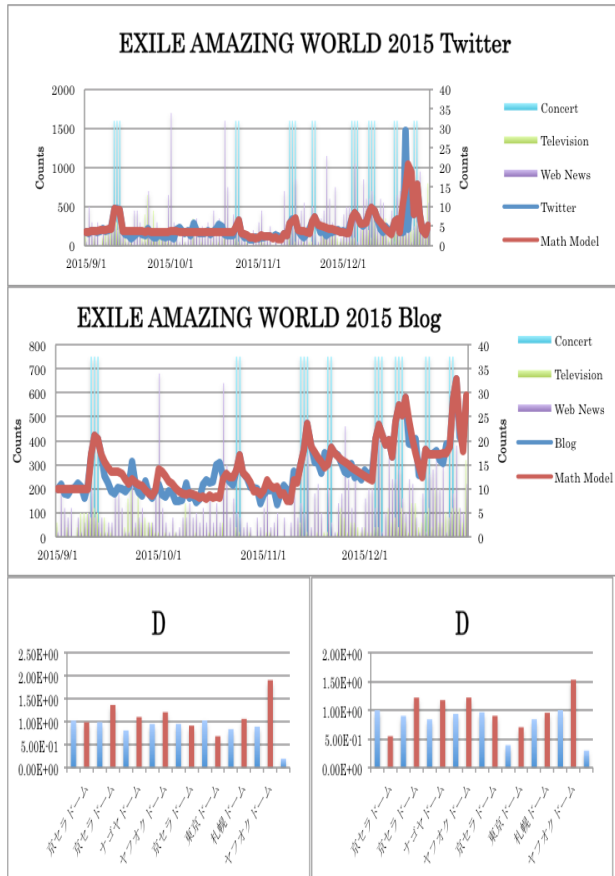 EXILE AMAZING WORLD 2015 Twitter
2000
1500
1000
500
0
Counts
40
35
30
25
20
15
10
5
0
Counts
2015/9/1 2015/10/1 2015/11/1 2015/12/1
Concert
Television
Web News
Twitter
Math Model
EXILE AMAZING WORLD 2015 Blog
800
700
600
500
400
300
200
100
0
Counts
40
35
30
25
20
15
10
5
0
Counts
2015/9/1 2015/10/1 2015/11/1 2015/12/1
Concert
Television
Web News
Blog
Math Model
D
2.50E+00
2.00E+00
1.50E+00
1.00E+00
5.00E-01
0.00E+00
京セラドーム
京セラドーム
ナゴヤドーム
ヤフオクドーム
京セラドーム
東京ドーム
札幌ドーム
ヤフオクドーム
D
2.00E+00
1.50E+00
1.00E+00
5.00E-01
0.00E+00
京セラドーム
京セラドーム
ナゴヤドーム
ヤフオクドーム
京セラドーム
東京ドーム
札幌ドーム
ヤフオクドーム